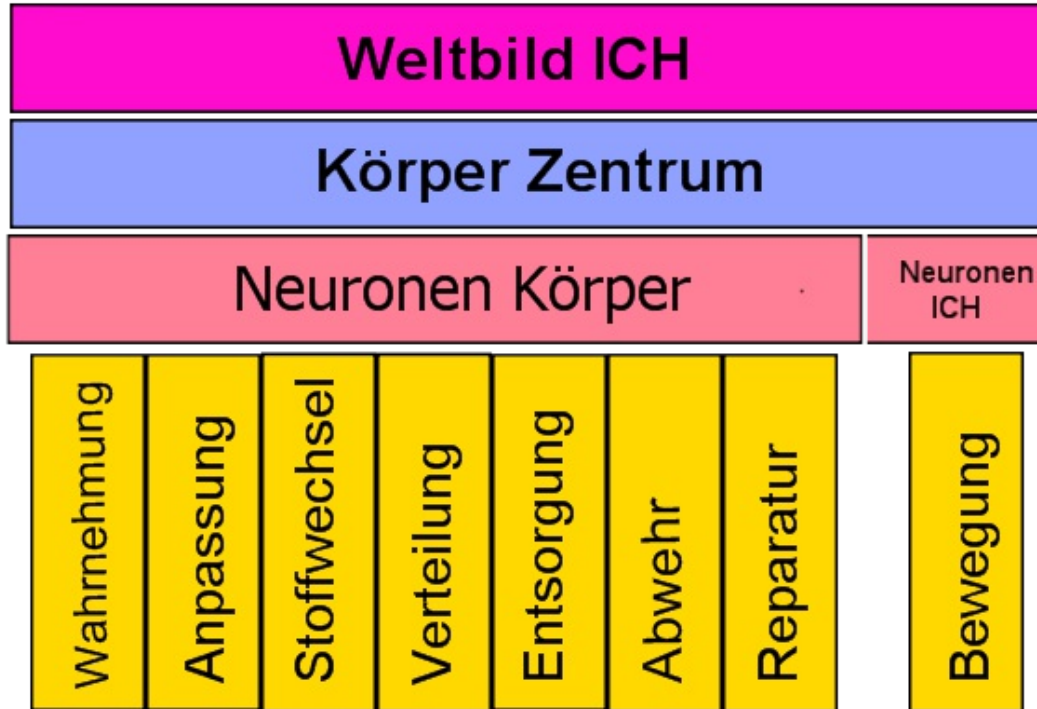 Weltbild ICH
Körper Zentrum
Neuronen Körper
Neuronen
ICH
Wahrnehmung
Anpassung
Stoffwechsel
Verteilung
Entsorgung
Abwehr
Reparatur
Bewegung